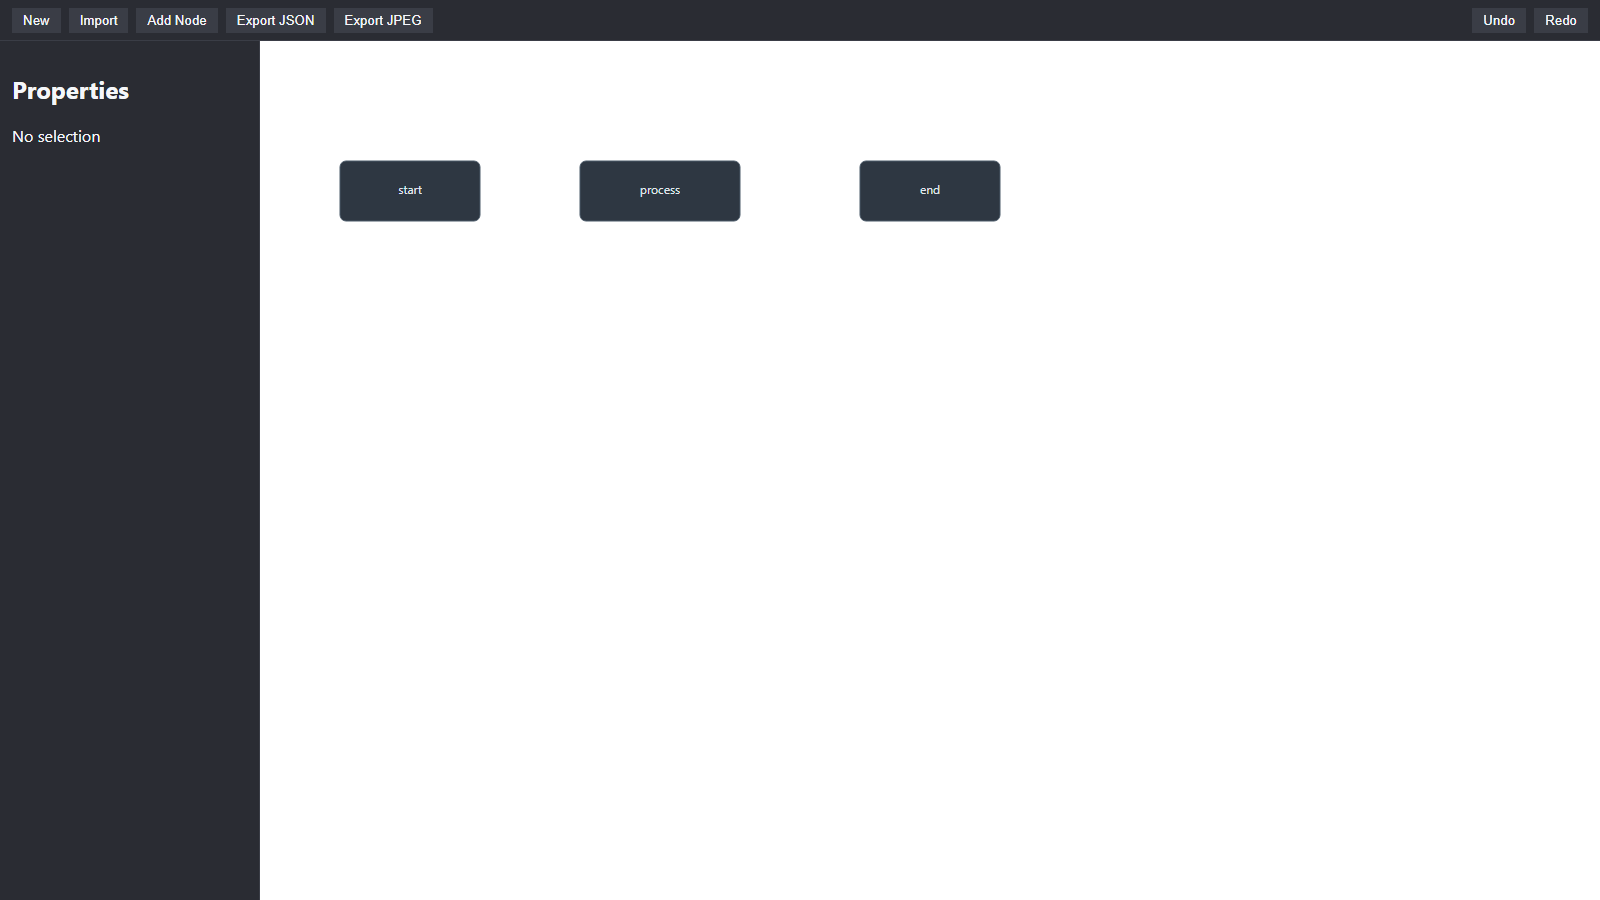 New Import Add Node Export JSON Export JPEG Undo Redo
Properties
No selection
start process end